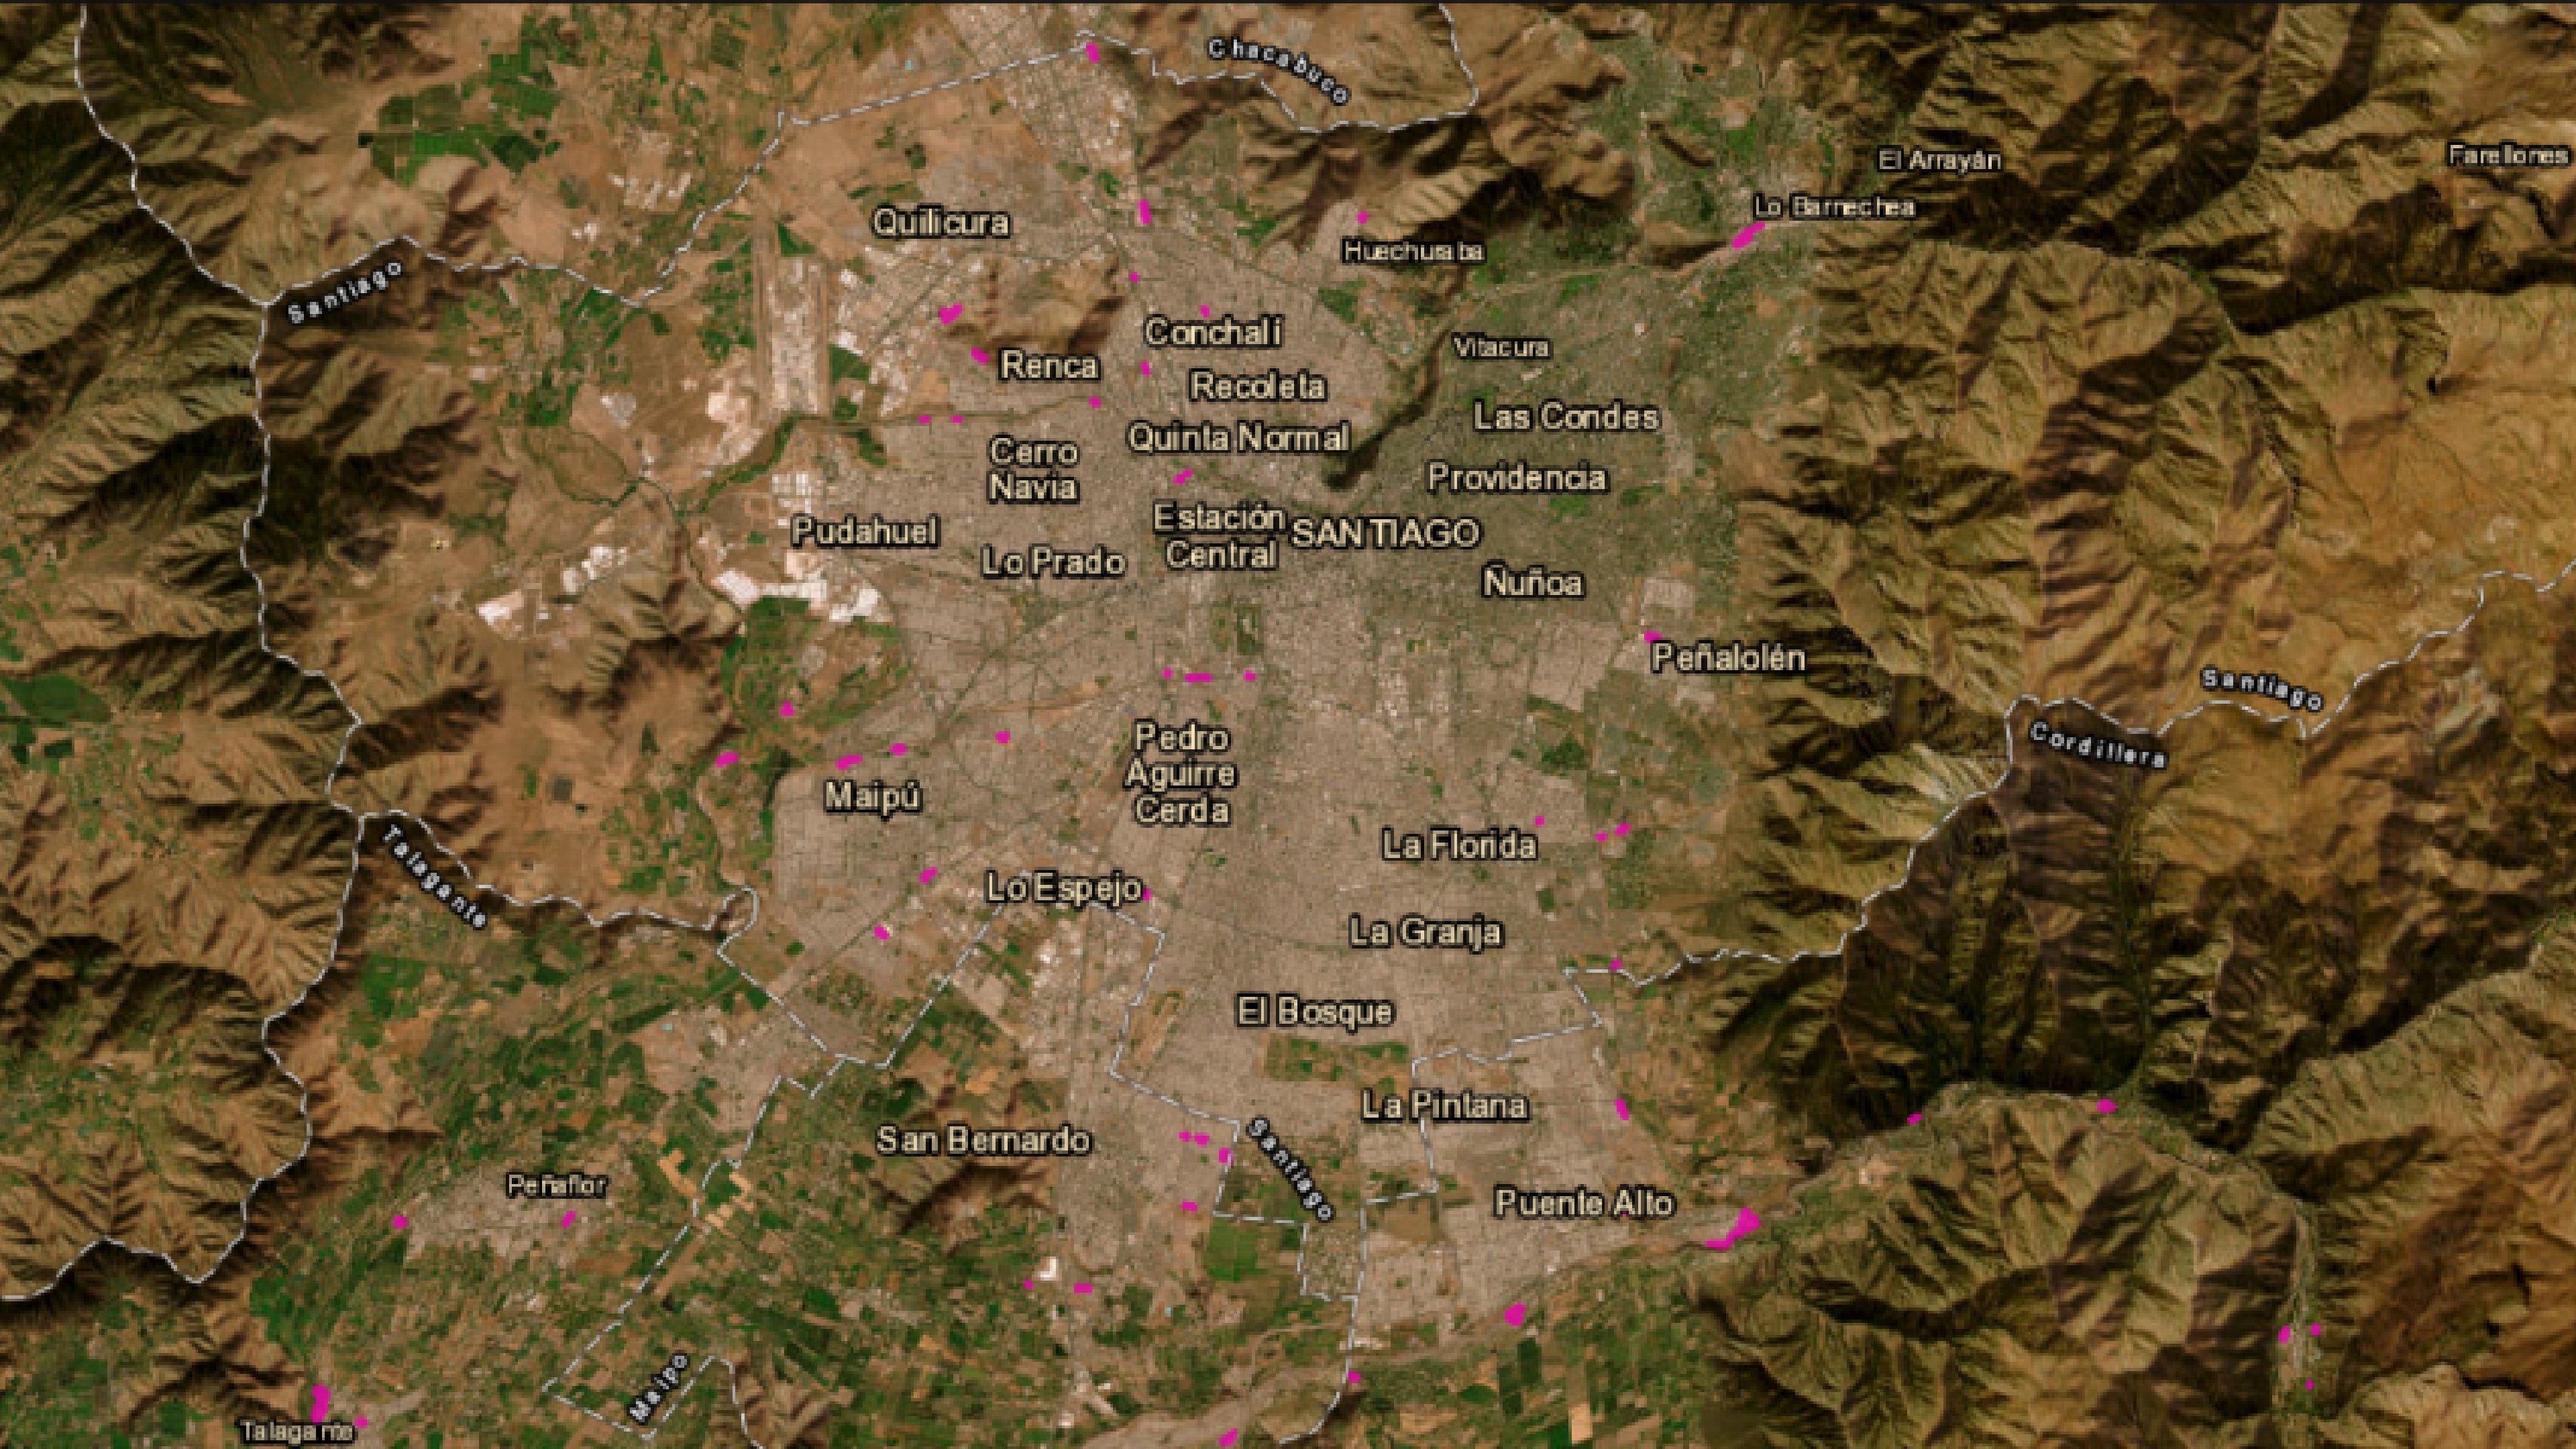 Chacabuco
El Arrayán
Farellones
Lo Barnechea
Quilicura
Huechuraba
Santiago
Conchalí
Vitacura
Renca
Recoleta
Las Condes
Quinta Normal
Cerro
Navia
Providencia
Estación
Central
SANTIAGO
Pudahuel
Lo Prado
Ñuñoa
Peñalolén
Santiago
Cordillera
Pedro
Aguirre
Cerda
Maipú
La Florida
Talagante
Lo Espejo
La Granja
El Bosque
La Pintana
San Bernardo
Santiago
Peñaflor
Puente Alto
Maipo
Talagante